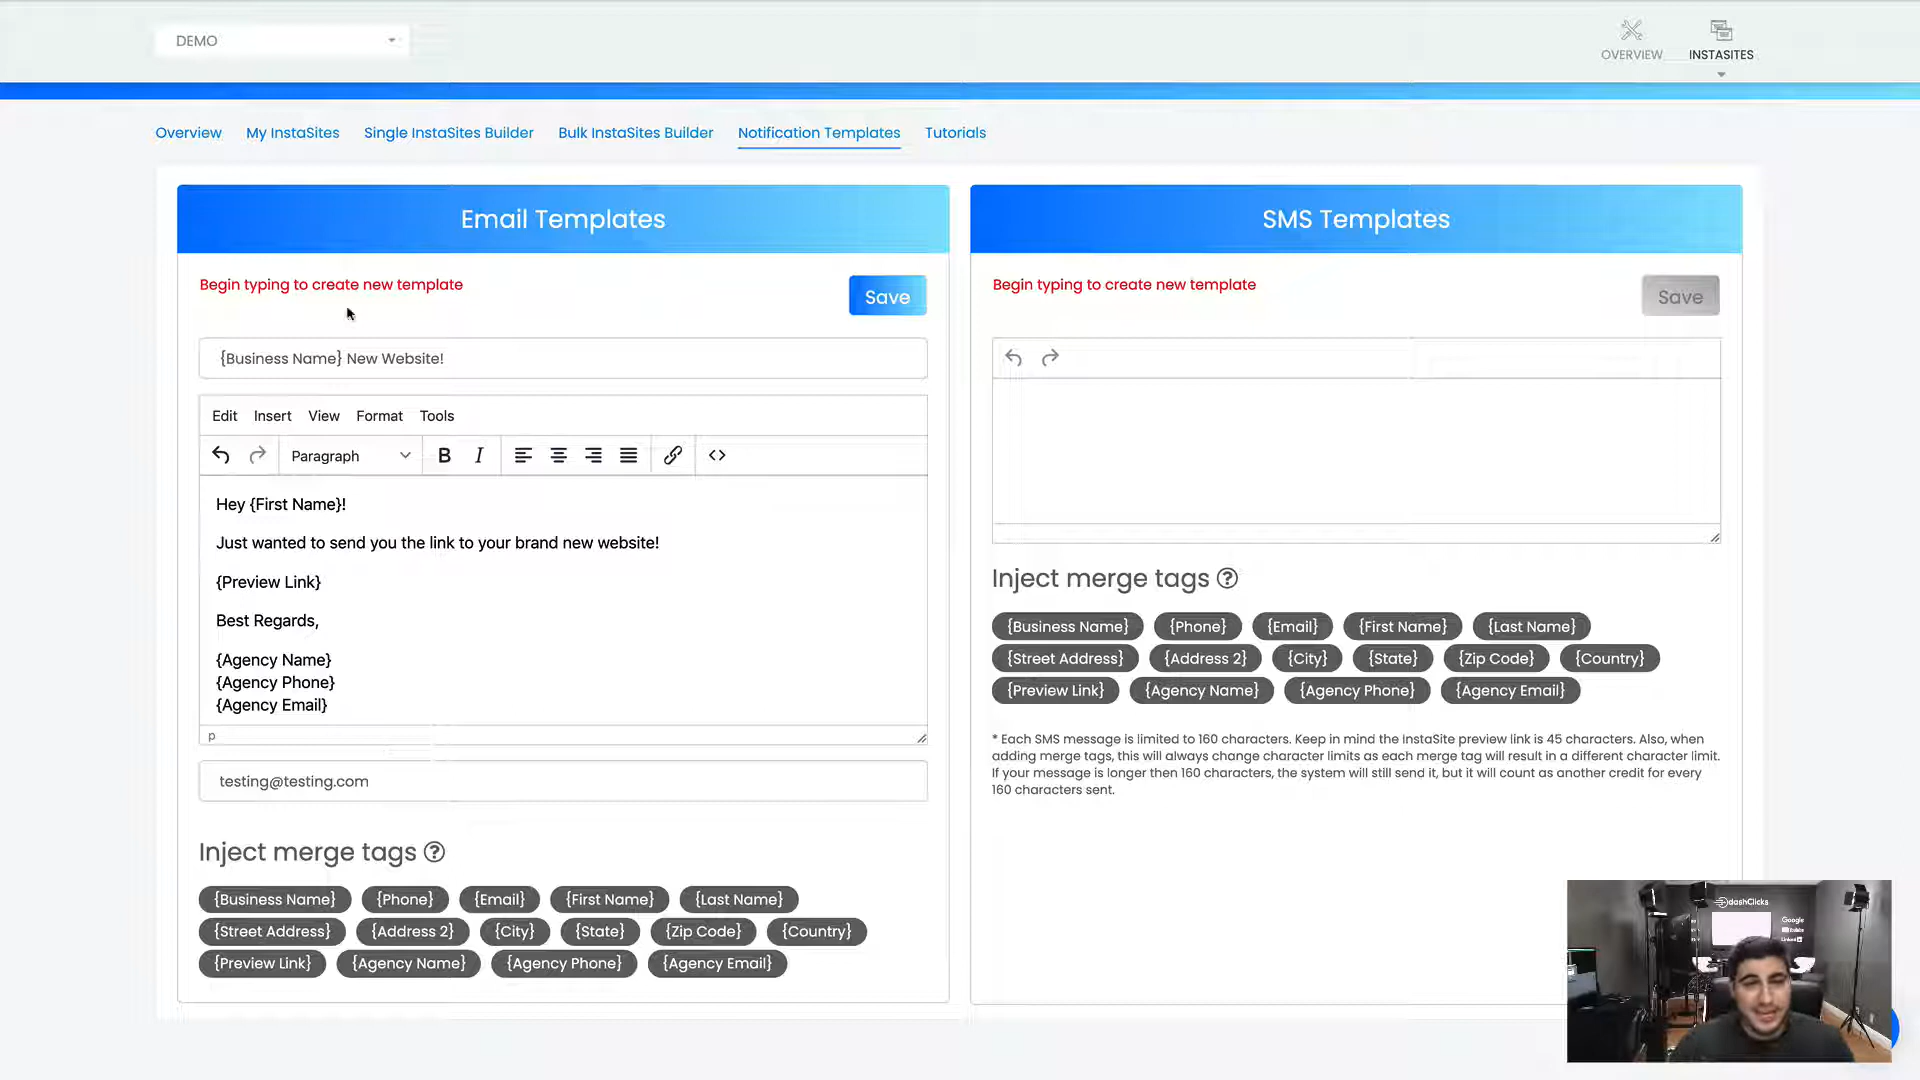 DEMO
OVERVIEW
INSTASITES
Overview
My InstaSites
Single InstaSites Builder
Bulk InstaSites Builder
Notification Templates
Tutorials
Email Templates
Begin typing to create new template
Save
{Business Name} New Website!
Edit Insert View Format Tools
Paragraph
B I
Hey {First Name}!
Just wanted to send you the link to your brand new website!
{Preview Link}
Best Regards,
{Agency Name}
{Agency Phone}
{Agency Email}
p
testing@testing.com
Inject merge tags
{Business Name} {Phone} {Email} {First Name} {Last Name}
{Street Address} {Address 2} {City} {State} {Zip Code} {Country}
{Preview Link} {Agency Name} {Agency Phone} {Agency Email}
SMS Templates
Begin typing to create new template
Save
Inject merge tags
{Business Name} {Phone} {Email} {First Name} {Last Name}
{Street Address} {Address 2} {City} {State} {Zip Code} {Country}
{Preview Link} {Agency Name} {Agency Phone} {Agency Email}
* Each SMS message is limited to 160 characters. Keep in mind the InstaSite preview link is 45 characters. Also, when
adding merge tags, this will always change character limits as each merge tag will result in a different character limit.
If your message is longer then 160 characters, the system will still send it, but it will count as another credit for every
160 characters sent.
dashClicks
Google